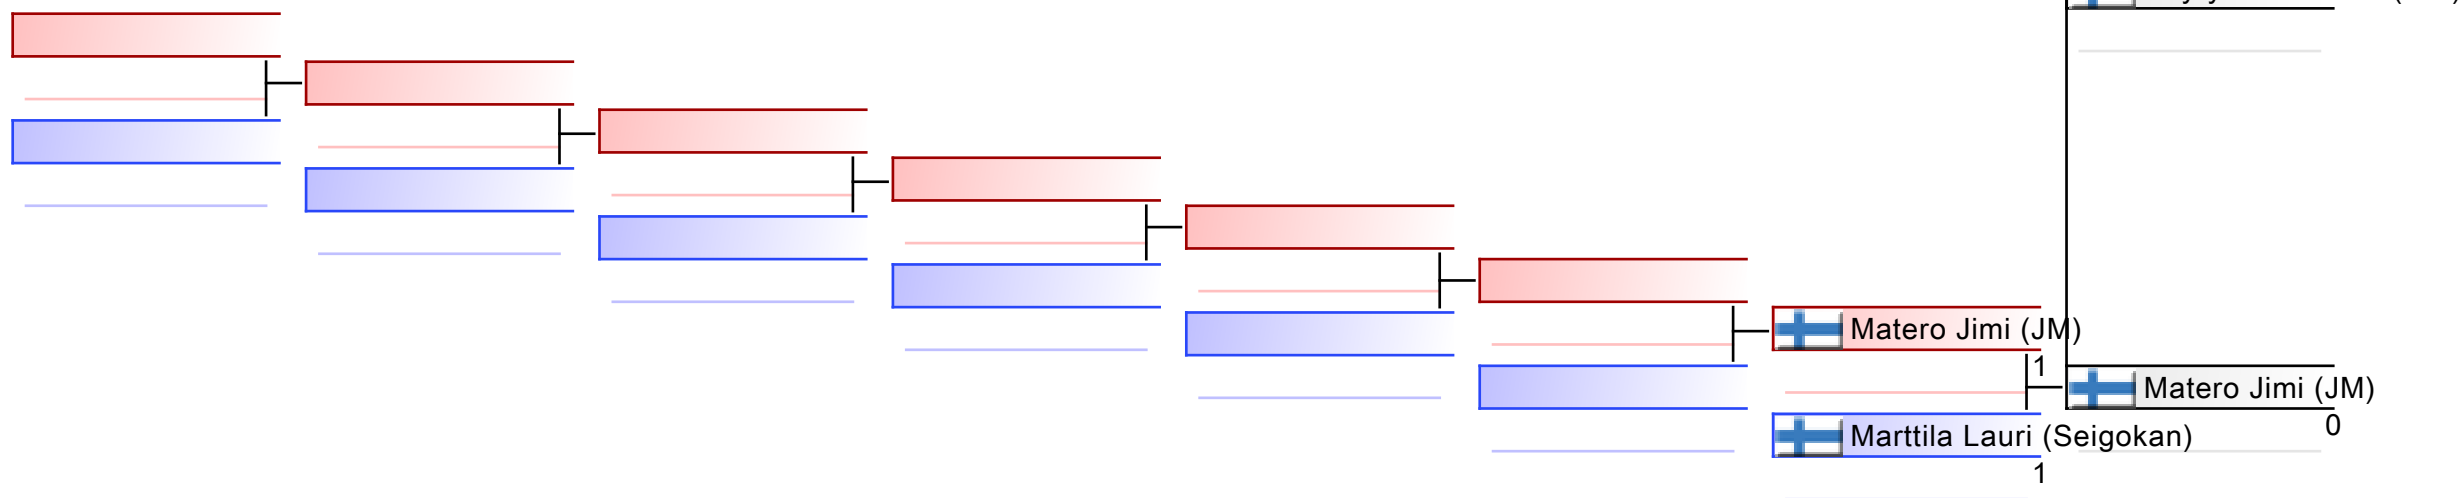 Matero Jimi (JM)
1
Matero Jimi (JM)
0
Marttila Lauri (Seigokan)
1